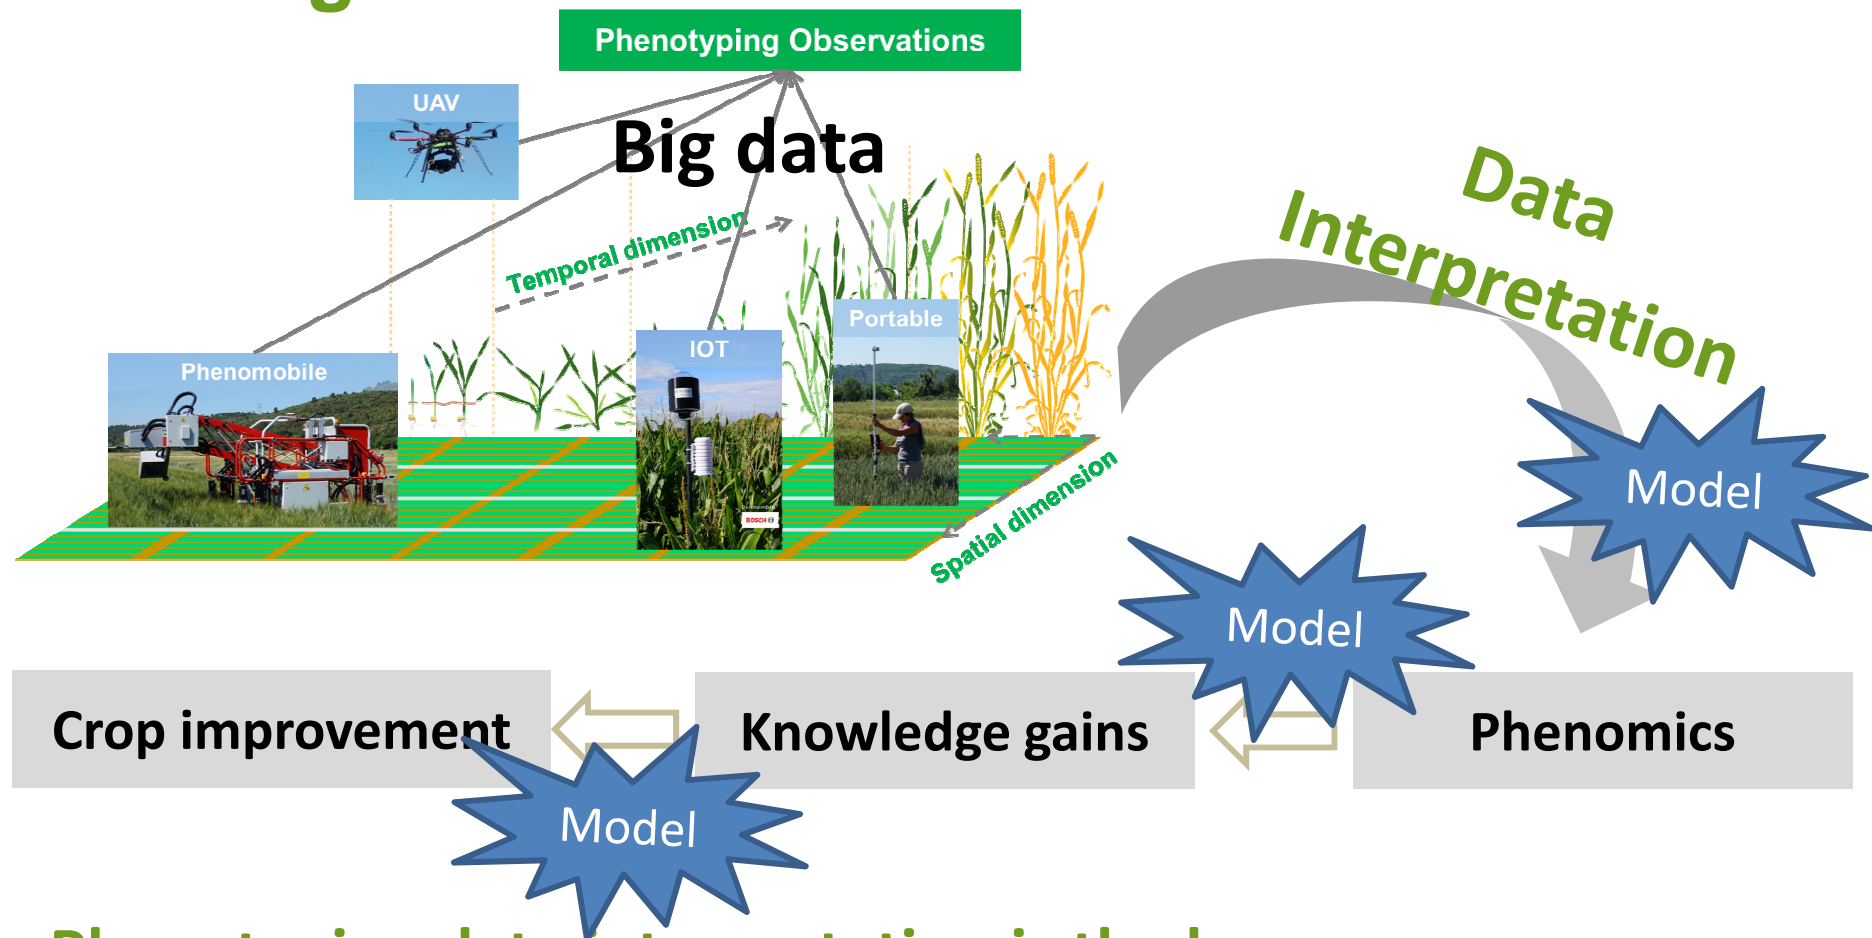 Phenotyping Observations
UAV
Big data
Data
Interpretation
Temporal dimension
Portable
IOT
Phenomobile
BOSCH
Spatial dimension
Model
Model
Crop improvement
Knowledge gains
Phenomics
Model